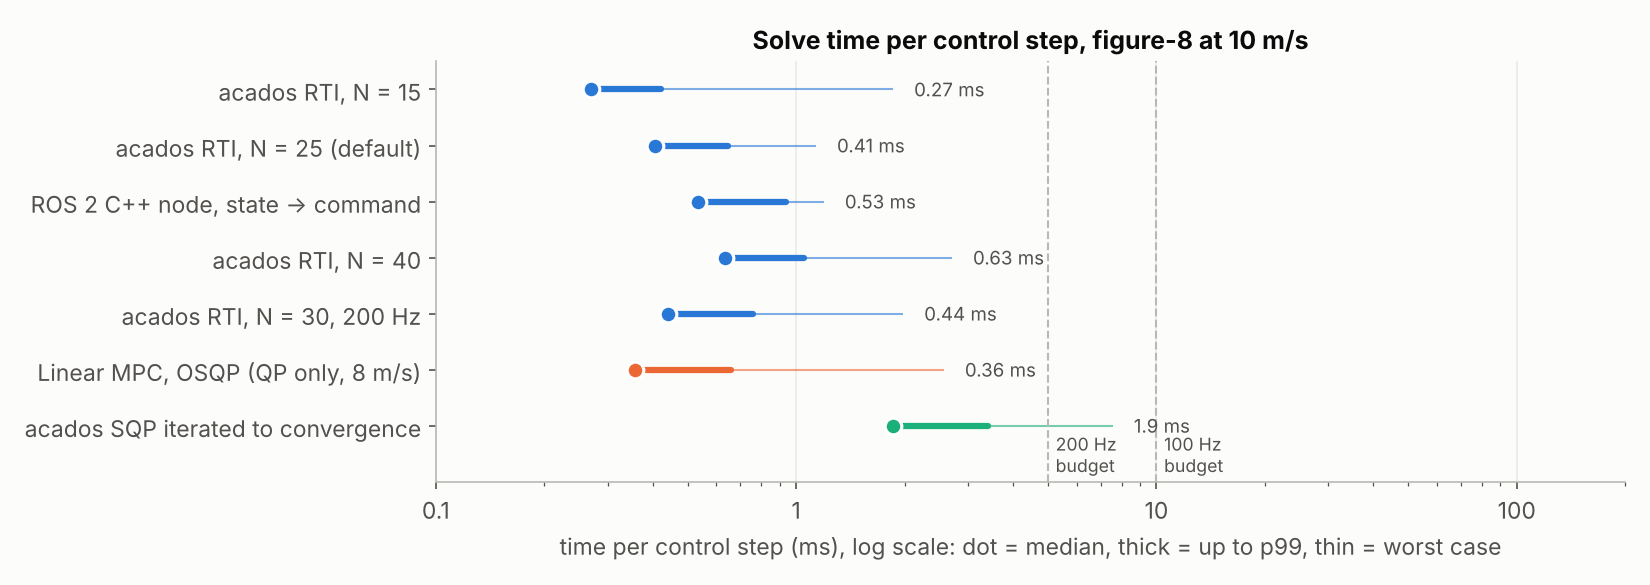 Solve time per control step, figure-8 at 10 m/s
acados RTI, N = 15
0.27 ms
acados RTI, N = 25 (default)
0.41 ms
ROS 2 C++ node, state → command
0.53 ms
acados RTI, N = 40
0.63 ms
acados RTI, N = 30, 200 Hz
0.44 ms
Linear MPC, OSQP (QP only, 8 m/s)
0.36 ms
acados SQP iterated to convergence
1.9 ms
200 Hz
budget
100 Hz
budget
0.1
1
10
100
time per control step (ms), log scale: dot = median, thick = up to p99, thin = worst case